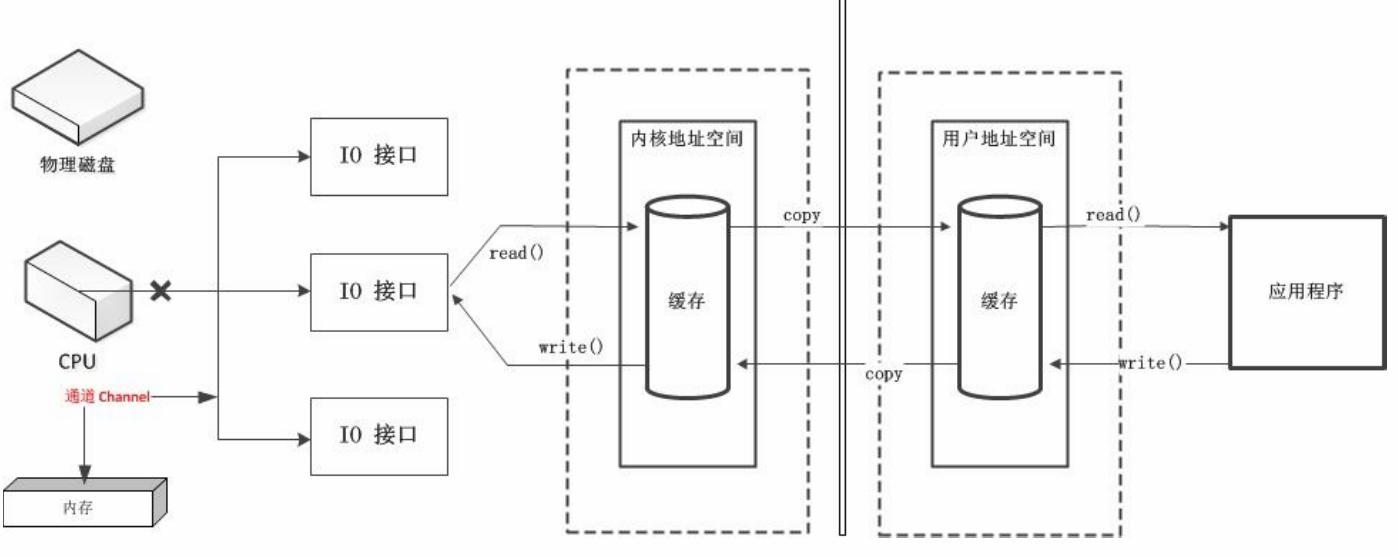 物理磁盘
CPU
通道 Channel
内存
IO 接口
IO 接口
IO 接口
read()
write()
内核地址空间
缓存
copy
copy
用户地址空间
缓存
read()
write()
应用程序